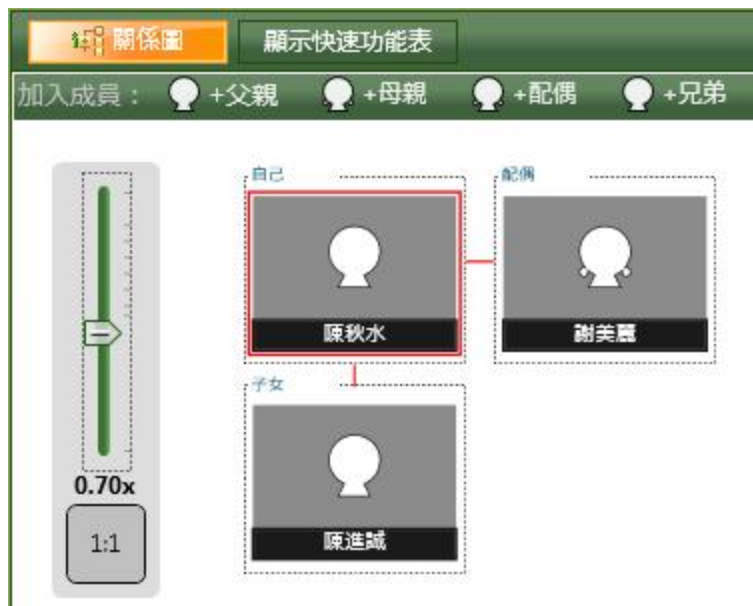 關係圖 顯示快速功能表
加入成員： +父親 +母親 +配偶 +兄弟
自己 配偶
陳秋水 謝美麗
子女
陳進誠
0.70x
1:1